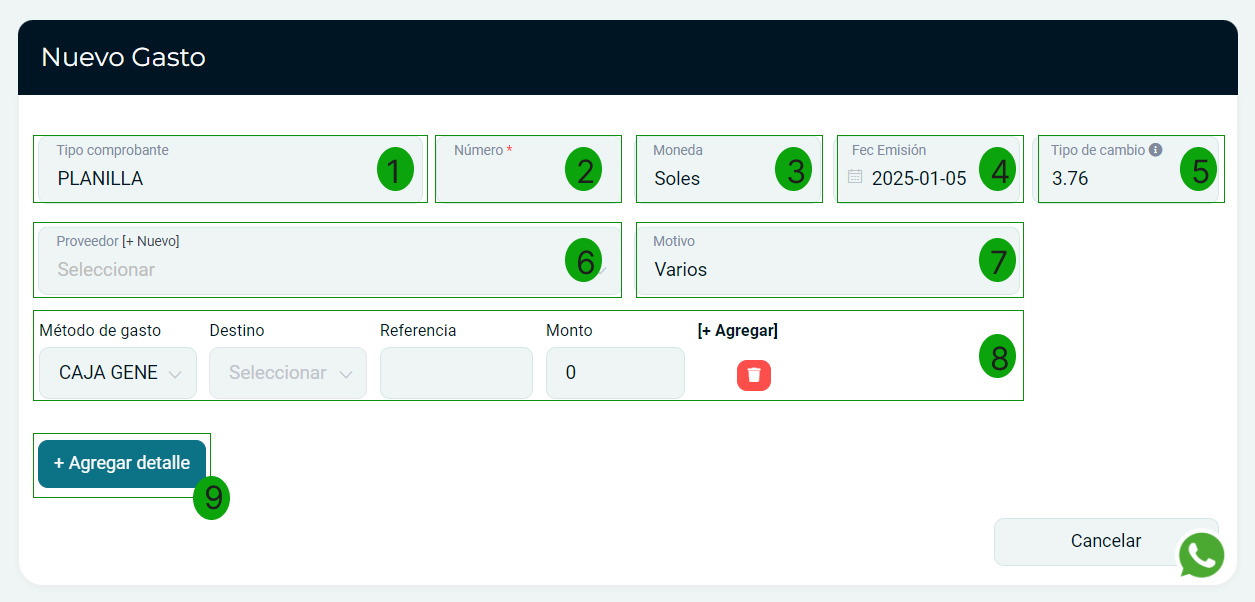 Nuevo Gasto
Tipo comprobante
PLANILLA
1
Número *
2
Moneda
Soles
3
Fec Emisión
2025-01-05
4
Tipo de cambio
3.76
5
Proveedor [+ Nuevo]
Seleccionar
6
Motivo
Varios
7
Método de gasto Destino Referencia Monto [+ Agregar]
CAJA GENE Seleccionar 0
8
+ Agregar detalle
9
Cancelar